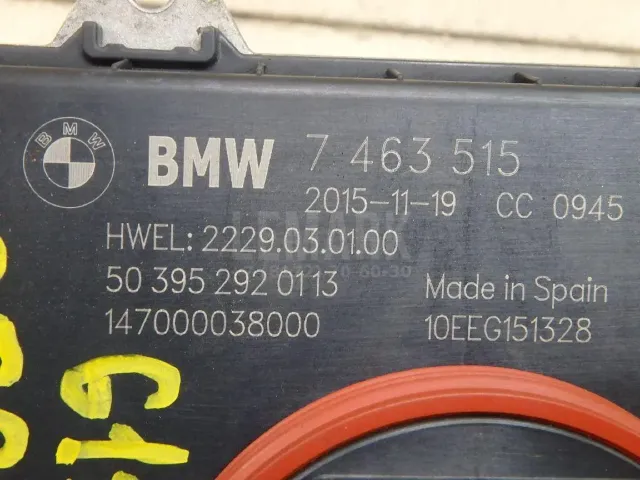 BMW
BMW 7 463 515
2015-11-19 CC 0945
HWEL: 2229.03.01.00
50 395 292 0113 Made in Spain
147000038000 10EEG151328